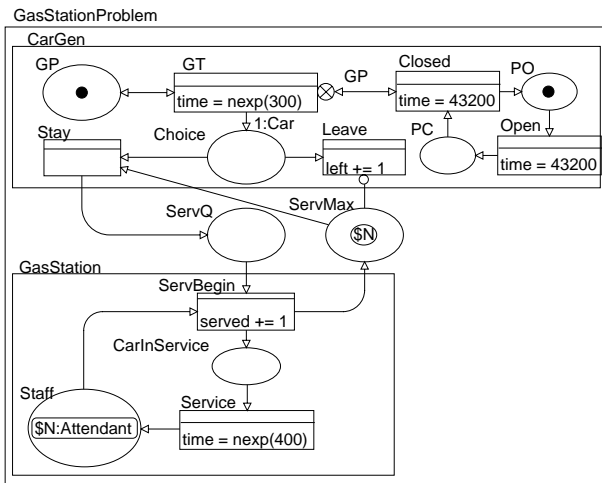 GasStationProblem
CarGen
GP
GT
time = nexp(300)
GP
Closed
time = 43200
PO
1:Car
Choice
Stay
Leave
left += 1
PC
Open
time = 43200
ServQ
ServMax
$N
GasStation
ServBegin
served += 1
CarInService
Staff
$N:Attendant
Service
time = nexp(400)